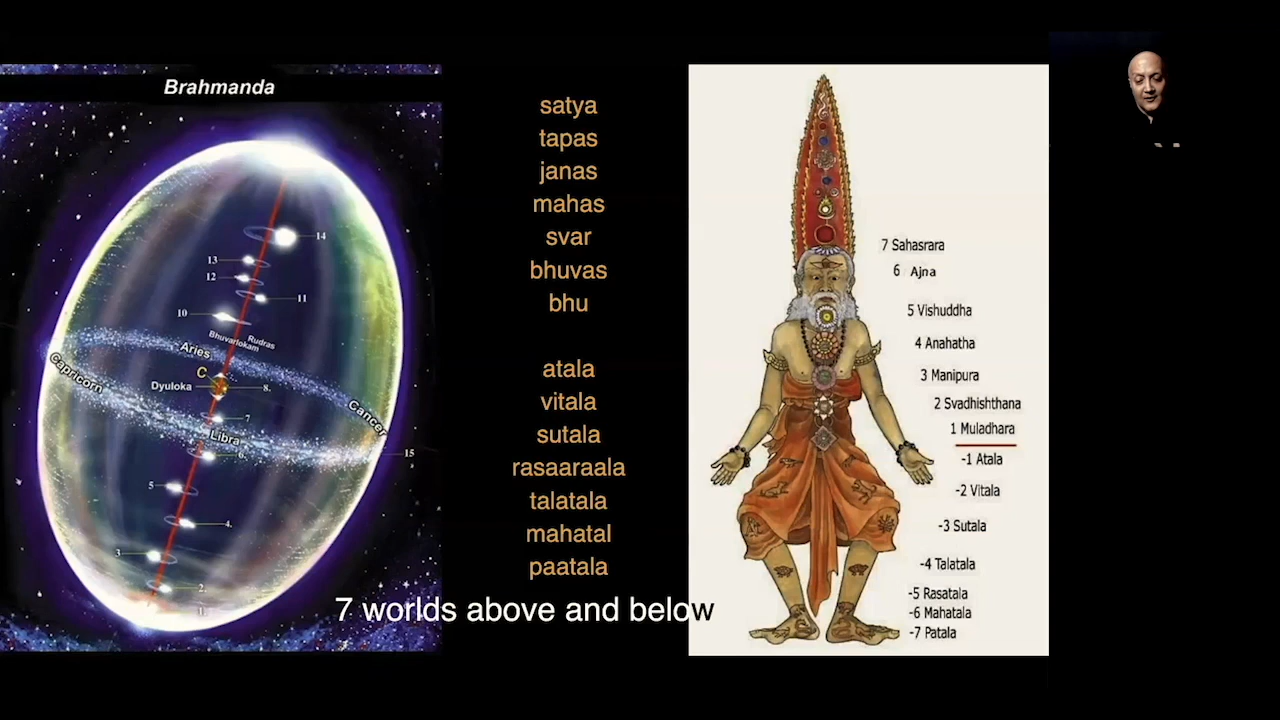 Brahmanda
14
13
12
11
10
Bhuvarlokam
Rudras
Aries
Capricorn
C
Dyuloka
8.
Cancer
7
Libra
6.
15
5
4.
3
2.
1.
satya
tapas
janas
mahas
svar
bhuvas
bhu
atala
vitala
sutala
rasaaraala
talatala
mahatal
paatala
7 worlds above and below
7 Sahasrara
6 Ajna
5 Vishuddha
4 Anahatha
3 Manipura
2 Svadhishthana
1 Muladhara
-1 Atala
-2 Vitala
-3 Sutala
-4 Talatala
-5 Rasatala
-6 Mahatala
-7 Patala